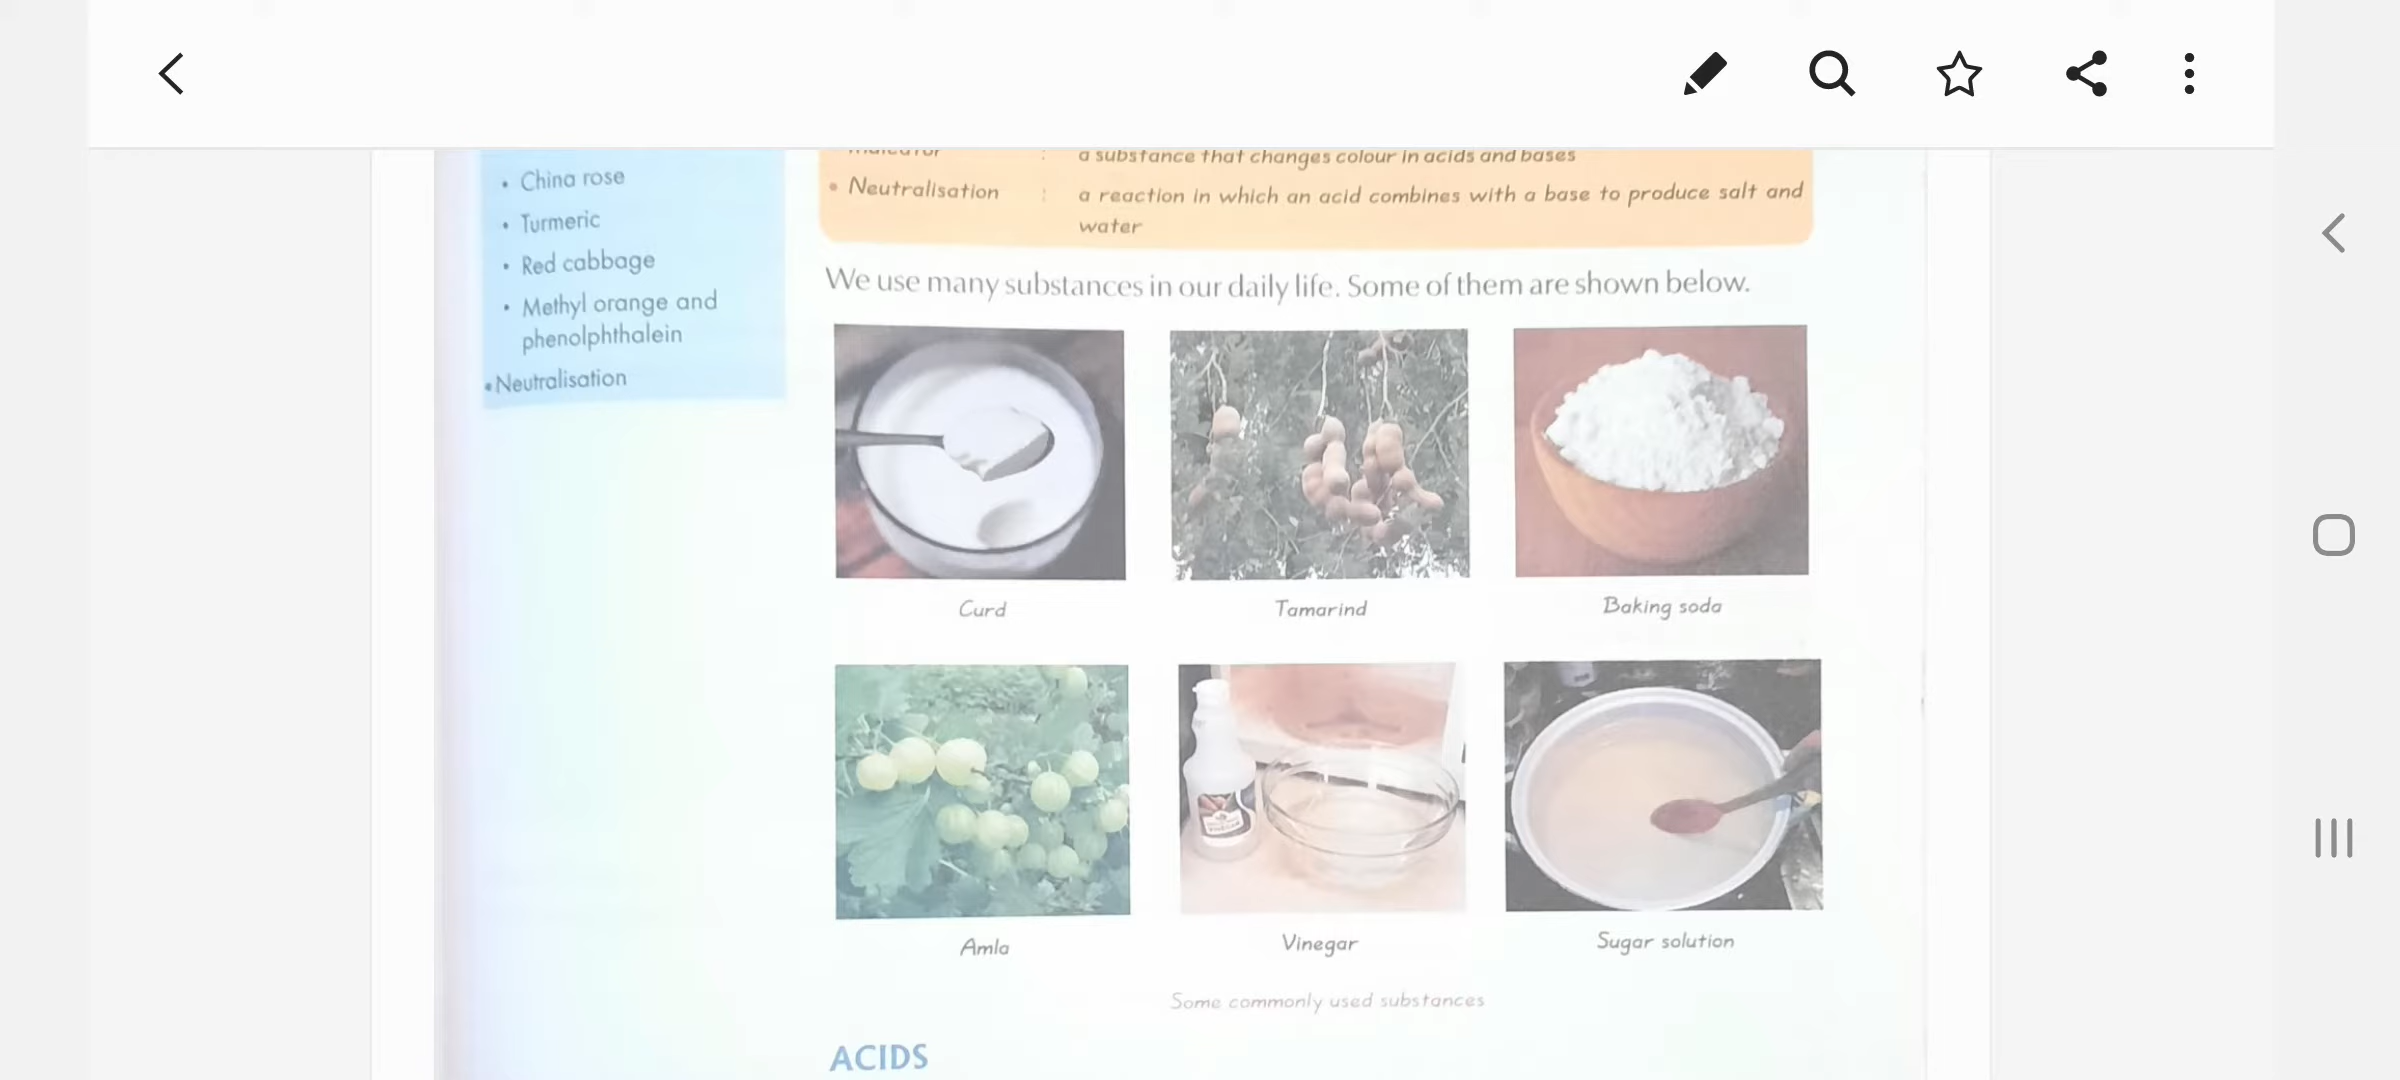 • China rose
• Turmeric
• Red cabbage
• Methyl orange and
phenolphthalein
• Neutralisation
Indicator : a substance that changes colour in acids and bases
• Neutralisation : a reaction in which an acid combines with a base to produce salt and
water
We use many substances in our daily life. Some of them are shown below.
Curd
Tamarind
Baking soda
Amla
Vinegar
Sugar solution
Some commonly used substances
ACIDS